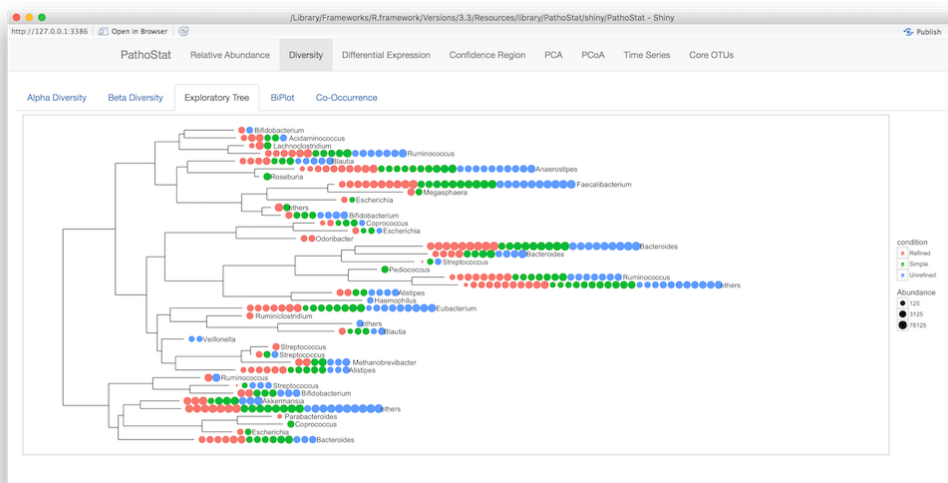 /Library/Frameworks/R.framework/Versions/3.3/Resources/library/PathoStat/shiny/PathoStat - Shiny
http://127.0.0.1:3386 Open in Browser Publish
PathoStat Relative Abundance Diversity Differential Expression Confidence Region PCA PCoA Time Series Core OTUs
Alpha Diversity Beta Diversity Exploratory Tree BiPlot Co-Occurrence
Bifidobacterium
Acidaminococcus
Lachnoclostridium
Ruminococcus
Blautia
Anaerostipes
Roseburia
Faecalibacterium
Megasphaera
Escherichia
others
Bifidobacterium
Coprococcus
Escherichia
Odoribacter
Bacteroides
Bacteroides
Streptococcus
Pediococcus
Ruminococcus
others
Alistipes
Haemophilus
Eubacterium
Ruminiclostridium
others
Blautia
Veillonella
Streptococcus
Streptococcus
Methanobrevibacter
Alistipes
Ruminococcus
Streptococcus
Bifidobacterium
Akkermansia
others
Parabacteroides
Coprococcus
Escherichia
Bacteroides
condition
Refined
Simple
Unrefined
Abundance
125
3125
78125